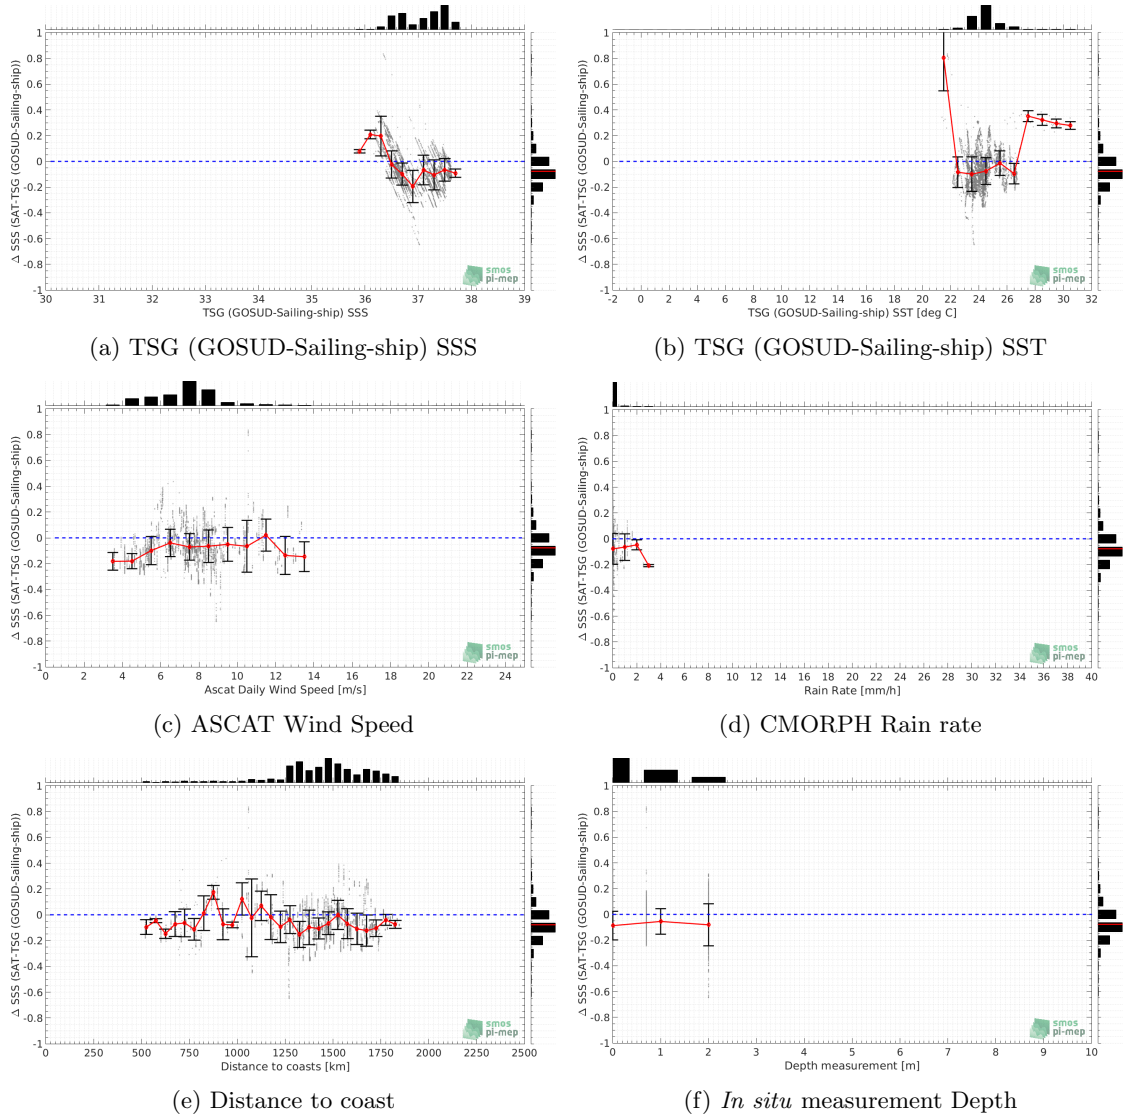 1
0.8
0.6
0.4
0.2
0
-0.2
-0.4
-0.6
-0.8
-1
Δ SSS (SAT-TSG (GOSUD-Sailing-ship))
30 31 32 33 34 35 36 37 38 39
TSG (GOSUD-Sailing-ship) SSS
smos
pi-mep
(a) TSG (GOSUD-Sailing-ship) SSS
1
0.8
0.6
0.4
0.2
0
-0.2
-0.4
-0.6
-0.8
-1
Δ SSS (SAT-TSG (GOSUD-Sailing-ship))
-2 0 2 4 6 8 10 12 14 16 18 20 22 24 26 28 30 32
TSG (GOSUD-Sailing-ship) SST [deg C]
smos
pi-mep
(b) TSG (GOSUD-Sailing-ship) SST
1
0.8
0.6
0.4
0.2
0
-0.2
-0.4
-0.6
-0.8
-1
Δ SSS (SAT-TSG (GOSUD-Sailing-ship))
0 2 4 6 8 10 12 14 16 18 20 22 24
Ascat Daily Wind Speed [m/s]
smos
pi-mep
(c) ASCAT Wind Speed
1
0.8
0.6
0.4
0.2
0
-0.2
-0.4
-0.6
-0.8
-1
Δ SSS (SAT-TSG (GOSUD-Sailing-ship))
0 2 4 6 8 10 12 14 16 18 20 22 24 26 28 30 32 34 36 38 40
Rain Rate [mm/h]
smos
pi-mep
(d) CMORPH Rain rate
1
0.8
0.6
0.4
0.2
0
-0.2
-0.4
-0.6
-0.8
-1
Δ SSS (SAT-TSG (GOSUD-Sailing-ship))
0 250 500 750 1000 1250 1500 1750 2000 2250 2500
Distance to coasts [km]
smos
pi-mep
(e) Distance to coast
1
0.8
0.6
0.4
0.2
0
-0.2
-0.4
-0.6
-0.8
-1
Δ SSS (SAT-TSG (GOSUD-Sailing-ship))
0 1 2 3 4 5 6 7 8 9 10
Depth measurement [m]
smos
pi-mep
(f) In situ measurement Depth